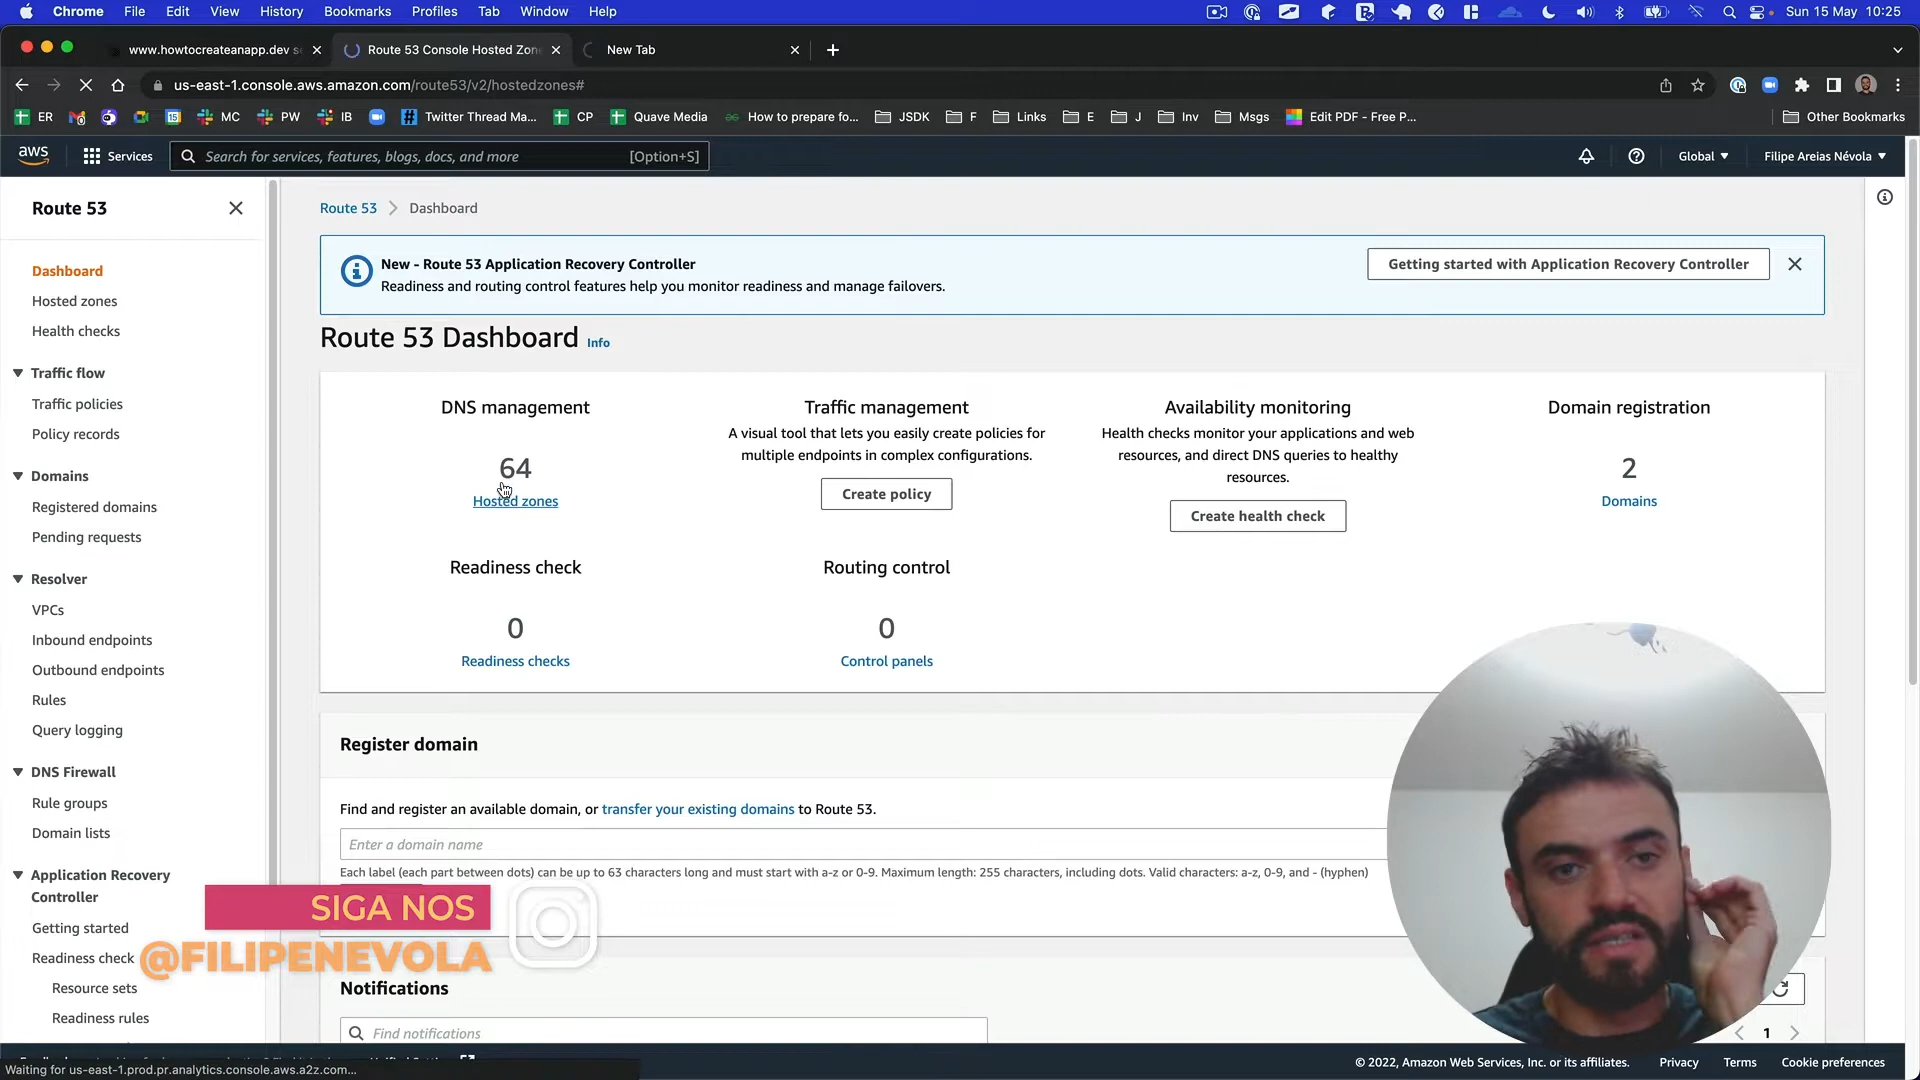 Chrome File Edit View History Bookmarks Profiles Tab Window Help Sun 15 May 10:25
www.howtocreateanapp.dev Route 53 Console Hosted Zon New Tab
us-east-1.console.aws.amazon.com/route53/v2/hostedzones#
ER MC PW IB Twitter Thread Ma... CP Quave Media How to prepare fo... JSDK F Links E J Inv Msgs Edit PDF - Free P... Other Bookmarks
aws Services Search for services, features, blogs, docs, and more [Option+S] Global Filipe Areias Névola
Route 53
Dashboard
Hosted zones
Health checks
Traffic flow
Traffic policies
Policy records
Domains
Registered domains
Pending requests
Resolver
VPCs
Inbound endpoints
Outbound endpoints
Rules
Query logging
DNS Firewall
Rule groups
Domain lists
Application Recovery
Controller
Getting started
Readiness check
Resource sets
Readiness rules
Route 53 Dashboard
New - Route 53 Application Recovery Controller
Readiness and routing control features help you monitor readiness and manage failovers.
Getting started with Application Recovery Controller
Route 53 Dashboard Info
DNS management
64
Hosted zones
Traffic management
A visual tool that lets you easily create policies for
multiple endpoints in complex configurations.
Create policy
Availability monitoring
Health checks monitor your applications and web
resources, and direct DNS queries to healthy
resources.
Create health check
Domain registration
2
Domains
Readiness check
0
Readiness checks
Routing control
0
Control panels
Register domain
Find and register an available domain, or transfer your existing domains to Route 53.
Enter a domain name
Each label (each part between dots) can be up to 63 characters long and must start with a-z or 0-9. Maximum length: 255 characters, including dots. Valid characters: a-z, 0-9, and - (hyphen)
SIGA NOS
@FILIPENEVOLA
Notifications
Find notifications
1
Waiting for us-east-1.prod.pr.analytics.console.aws.a2z.com...
© 2022, Amazon Web Services, Inc. or its affiliates. Privacy Terms Cookie preferences